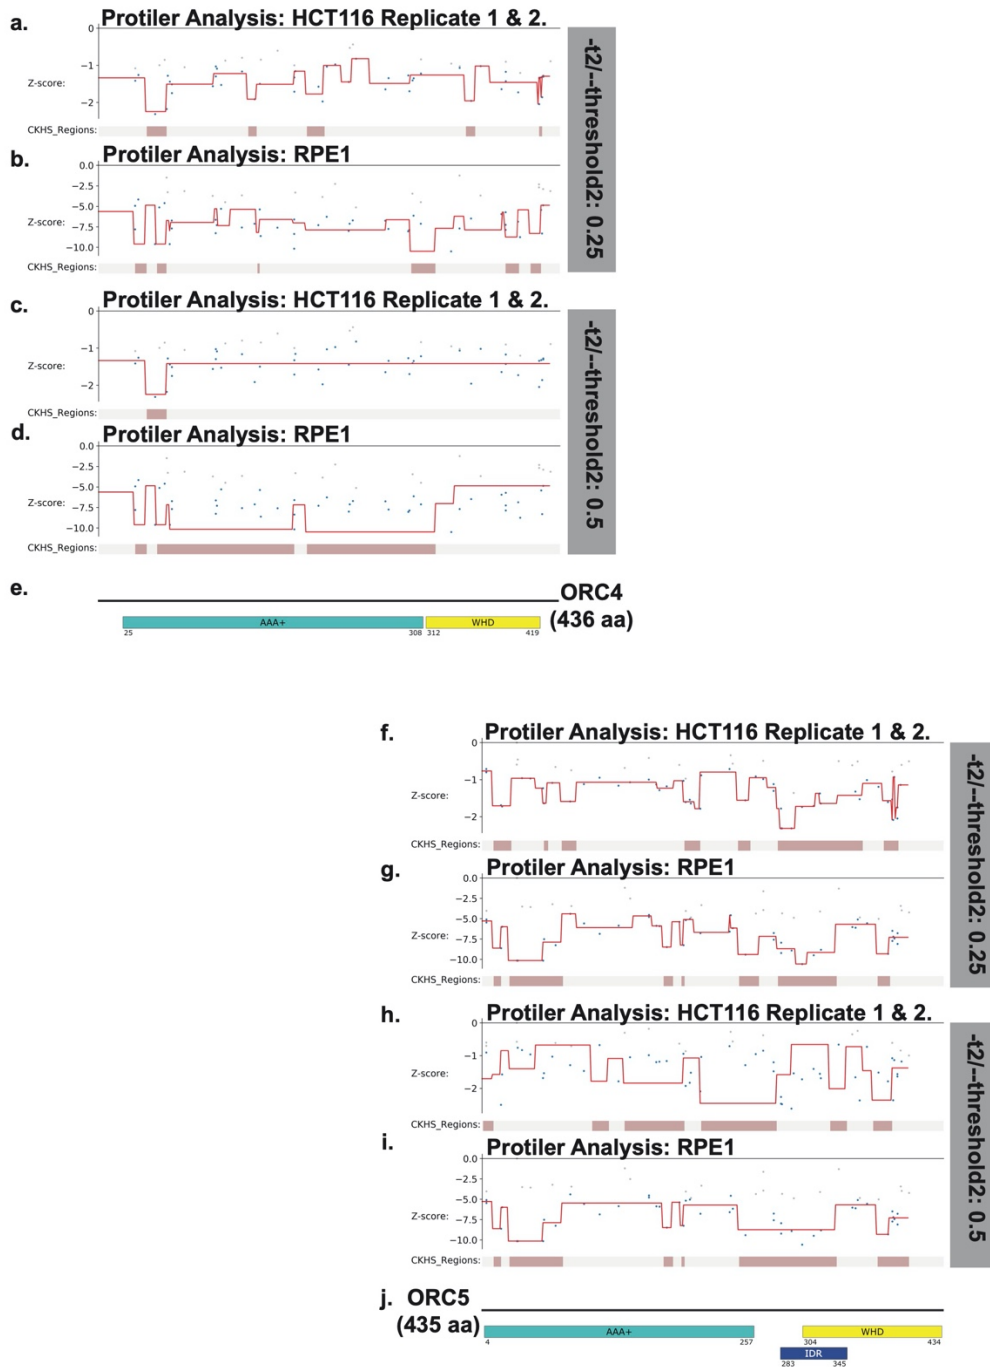 a.
Protiler Analysis: HCT116 Replicate 1 & 2.
0
−1
−2
Z-score:
CKHS_Regions:
b.
Protiler Analysis: RPE1
0.0
−2.5
−5.0
−7.5
−10.0
Z-score:
CKHS_Regions:
-t2/--threshold2: 0.25
c.
Protiler Analysis: HCT116 Replicate 1 & 2.
0
−1
−2
Z-score:
CKHS_Regions:
d.
Protiler Analysis: RPE1
0.0
−2.5
−5.0
−7.5
−10.0
Z-score:
CKHS_Regions:
-t2/--threshold2: 0.5
e.
ORC4
(436 aa)
AAA+
WHD
25 308 312 419
f.
Protiler Analysis: HCT116 Replicate 1 & 2.
0
−1
−2
Z-score:
CKHS_Regions:
g.
Protiler Analysis: RPE1
0.0
−2.5
−5.0
−7.5
−10.0
Z-score:
CKHS_Regions:
-t2/--threshold2: 0.25
h.
Protiler Analysis: HCT116 Replicate 1 & 2.
0
−1
−2
Z-score:
CKHS_Regions:
i.
Protiler Analysis: RPE1
0.0
−2.5
−5.0
−7.5
−10.0
Z-score:
CKHS_Regions:
-t2/--threshold2: 0.5
j.
ORC5
(435 aa)
AAA+
WHD
4 257 304 434
IDR
283 345